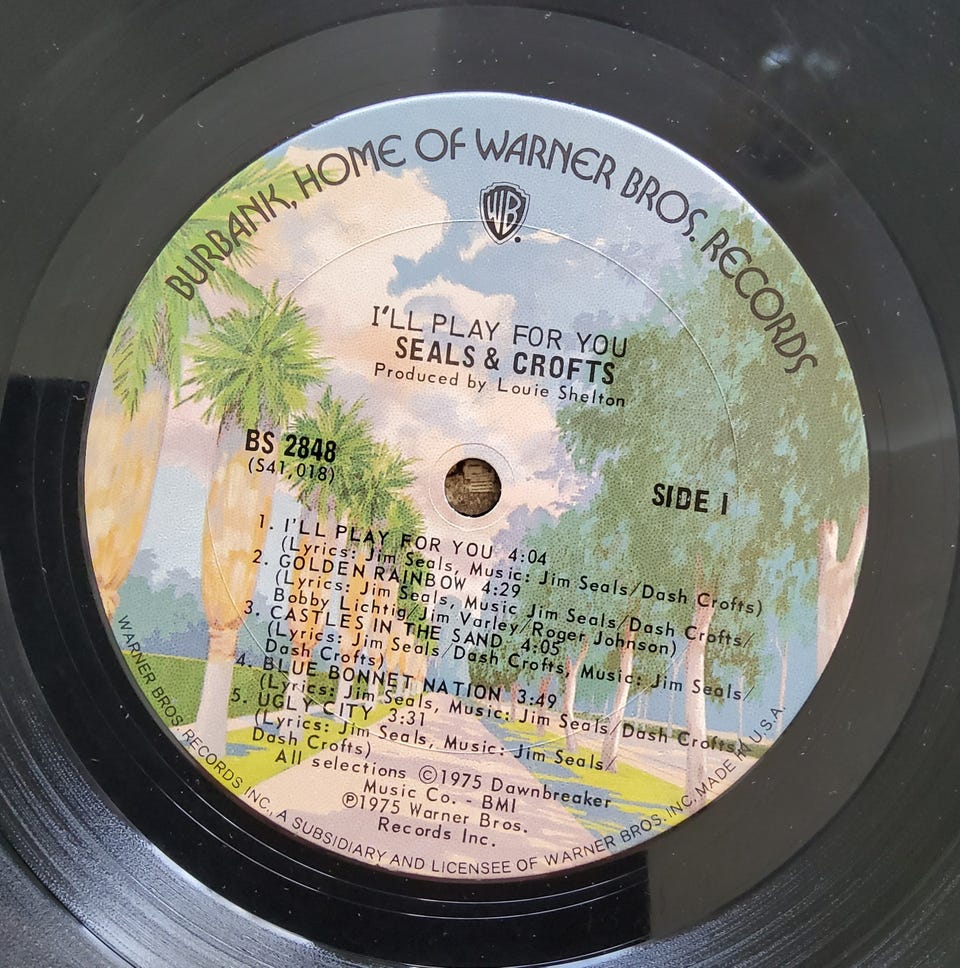 BURBANK, HOME OF WARNER BROS. RECORDS
WB
I'LL PLAY FOR YOU
SEALS & CROFTS
Produced by Louie Shelton
BS 2848
(S41,018)
SIDE 1
1. I'LL PLAY FOR YOU 4:04
(Lyrics: Jim Seals, Music: Jim Seals/Dash Crofts)
2. GOLDEN RAINBOW 4:29
(Lyrics: Jim Seals, Music Jim Seals/Dash Crofts/
Bobby Lichtig/Jim Varley/Roger Johnson)
3. CASTLES IN THE SAND 4:05
(Lyrics: Jim Seals/Dash Crofts, Music: Jim Seals/
Dash Crofts)
4. BLUE BONNET NATION 3:49
(Lyrics: Jim Seals, Music: Jim Seals/Dash Crofts)
5. UGLY CITY 3:31
(Lyrics: Jim Seals, Music: Jim Seals
Dash Crofts)
All selections ©1975 Dawnbreaker
Music Co. - BMI
℗1975 Warner Bros.
Records Inc.
WARNER BROS. RECORDS INC., A SUBSIDIARY AND LICENSEE OF WARNER BROS. INC. MADE IN U.S.A.